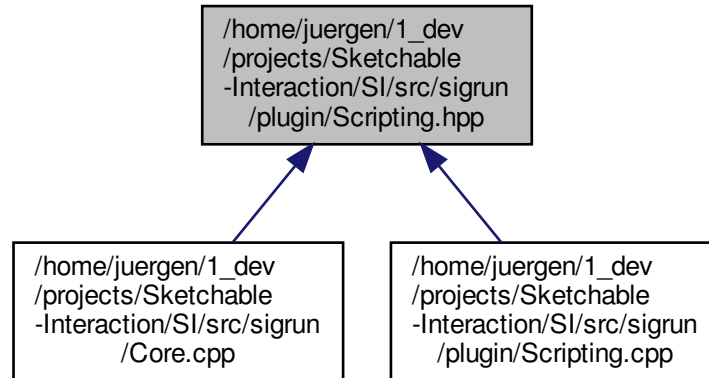 /home/juergen/1_dev
/projects/Sketchable
-Interaction/SI/src/sigrun
/plugin/Scripting.hpp
/home/juergen/1_dev
/projects/Sketchable
-Interaction/SI/src/sigrun
/Core.cpp
/home/juergen/1_dev
/projects/Sketchable
-Interaction/SI/src/sigrun
/plugin/Scripting.cpp